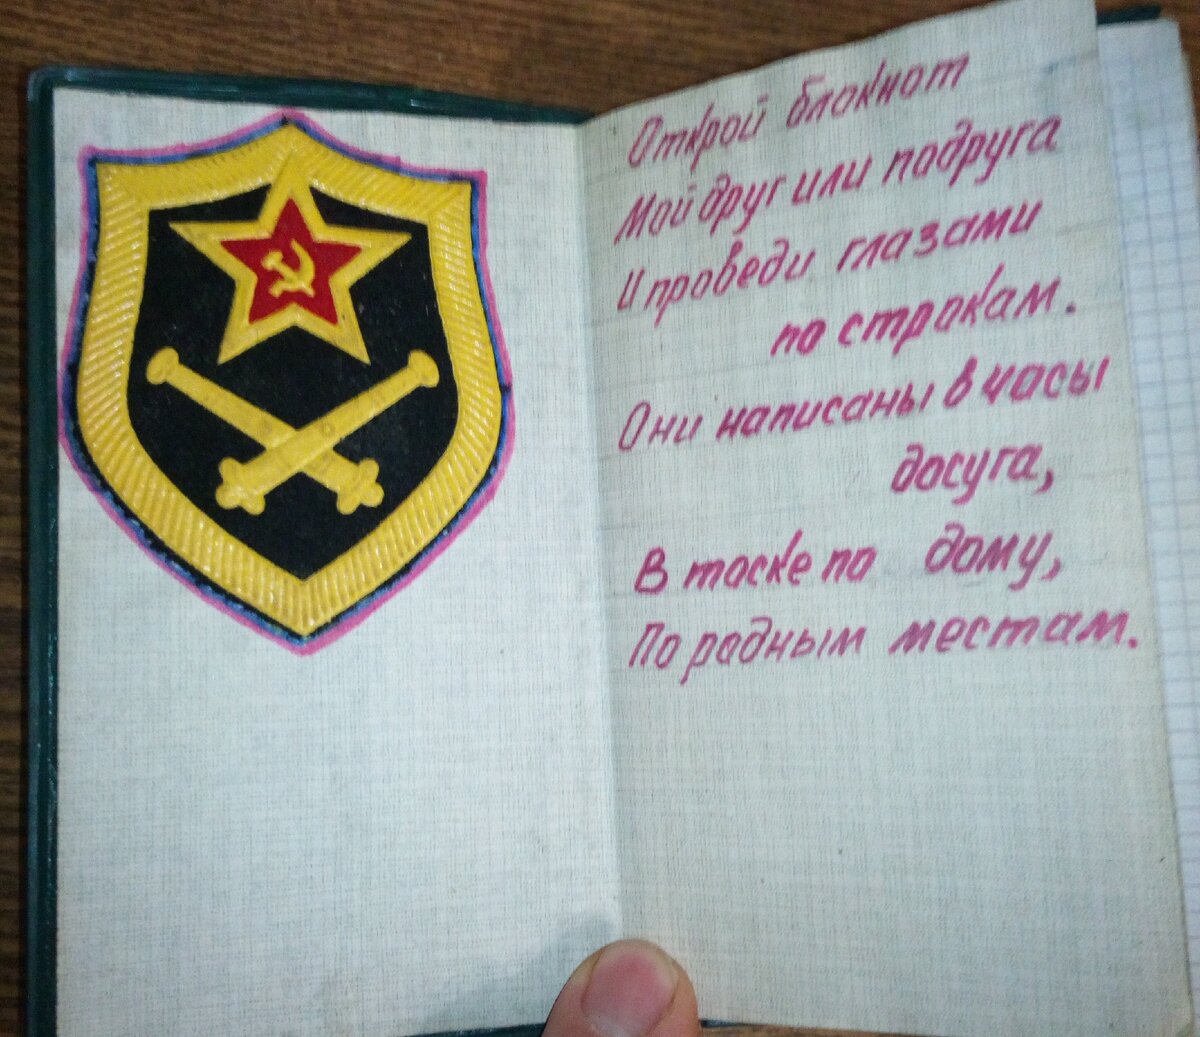 Открой блокнот
Мой друг или подруга
И проведи глазами
по строкам.
Они написаны в часы
досуга,
В тоске по дому,
По родным местам.